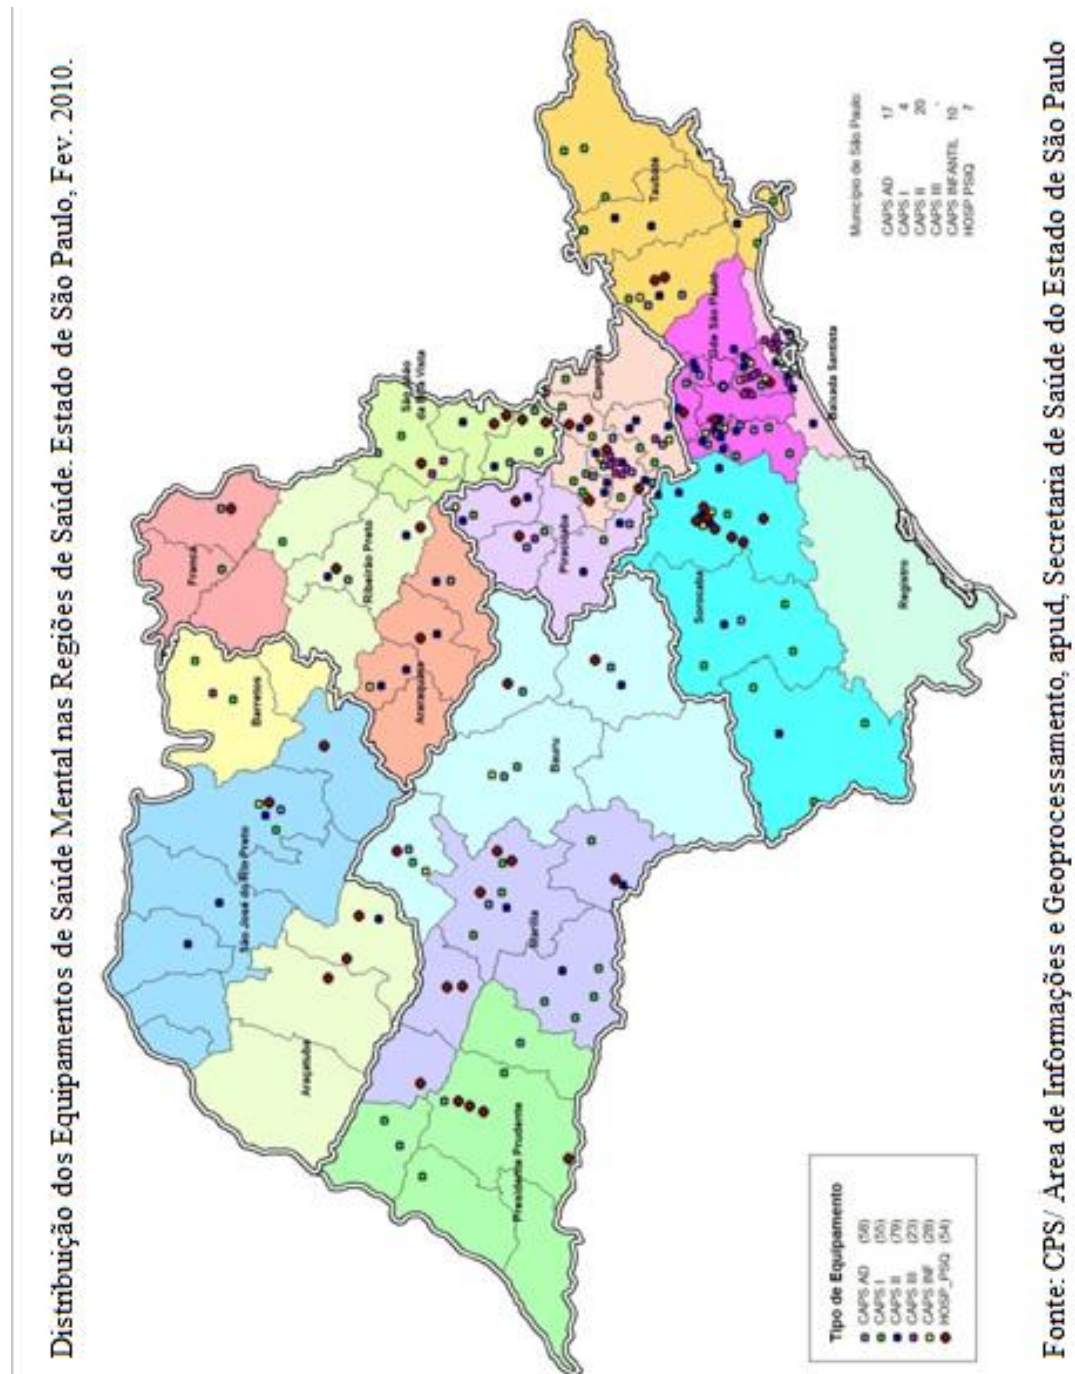 Distribuição dos Equipamentos de Saúde Mental nas Regiões de Saúde. Estado de São Paulo, Fev. 2010.
Franca
Barretos
São José do Rio Preto
Ribeirão Preto
São João
da Boa Vista
Araçatuba
Araraquara
Piracicaba
Campinas
Taubaté
Bauru
Marília
Presidente Prudente
Sorocaba
Gde São Paulo
Baixada Santista
Registro
Município de São Paulo:
CAPS AD 17
CAPS I 4
CAPS II 20
CAPS III -
CAPS INFANTIL 10
HOSP PSIQ 7
Tipo de Equipamento
CAPS AD (58)
CAPS I (55)
CAPS II (79)
CAPS III (23)
CAPS INF (28)
HOSP_PSQ (54)
Fonte: CPS/ Área de Informações e Geoprocessamento, apud, Secretaria de Saúde do Estado de São Paulo